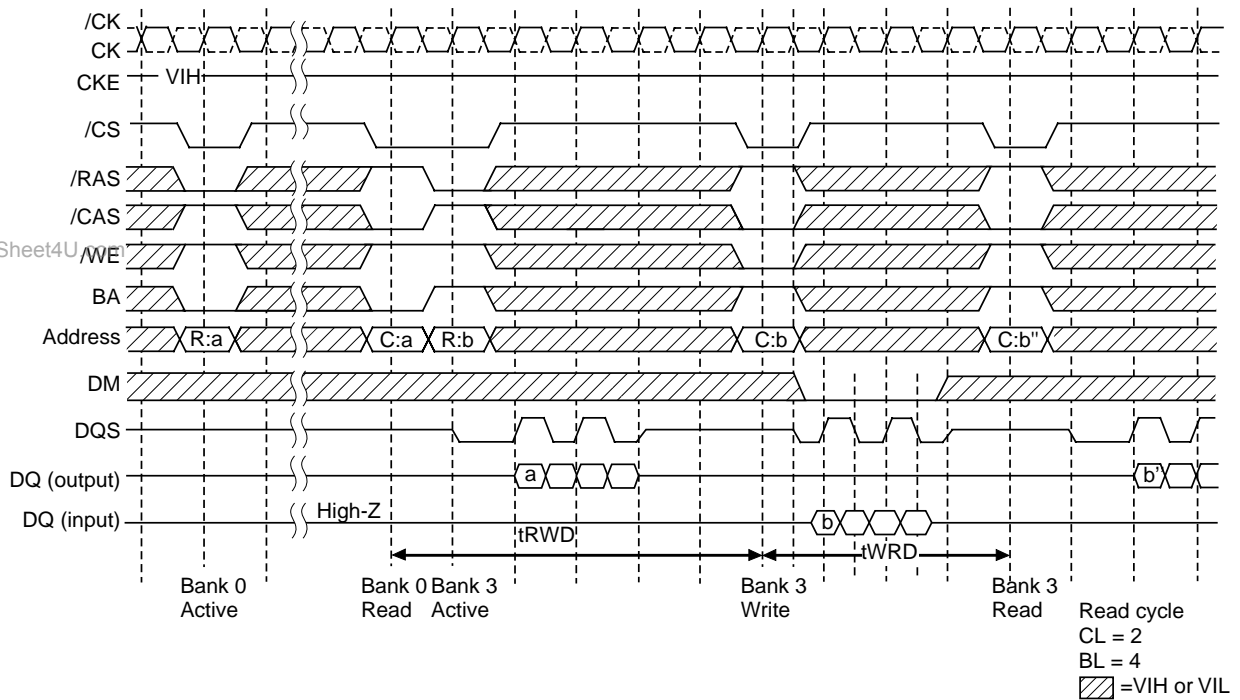 /CK
CK
CKE
VIH
/CS
/RAS
/CAS
Sheet4U.com
/WE
BA
Address
R:a
C:a
R:b
C:b
C:b"
DM
DQS
DQ (output)
a
b'
DQ (input)
High-Z
b
tRWD
tWRD
Bank 0
Active
Bank 0
Read
Bank 3
Active
Bank 3
Write
Bank 3
Read
Read cycle
CL = 2
BL = 4
=VIH or VIL